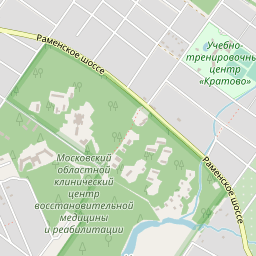 Раменское шоссе
Учебно-
тренировочный
центр
«Кратово»
Раменское шоссе
Московский
областной
клинический
центр
восстановительной
медицины
и реабилитации